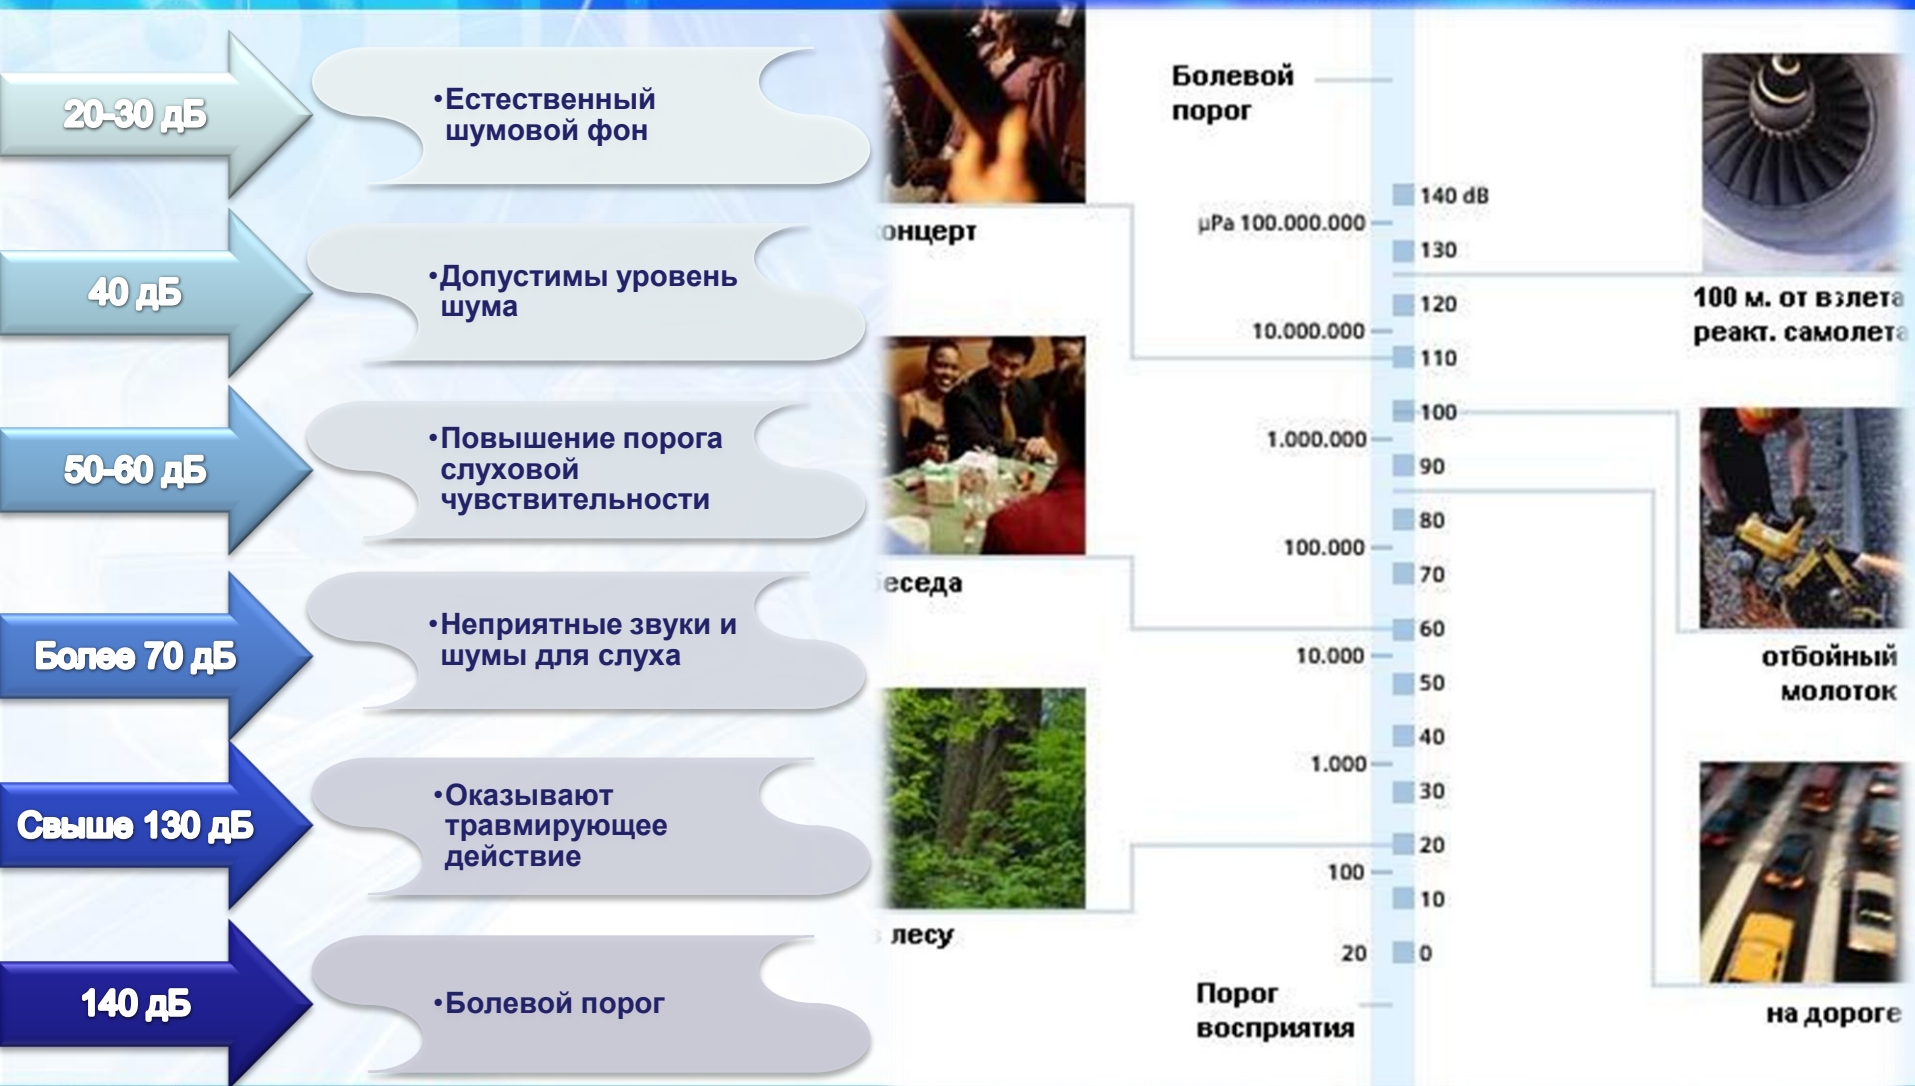 20-30 дБ
•Естественный
шумовой фон
40 дБ
•Допустимы уровень
шума
50-60 дБ
•Повышение порога
слуховой
чувствительности
Более 70 дБ
•Неприятные звуки и
шумы для слуха
Свыше 130 дБ
•Оказывают
травмирующее
действие
140 дБ
•Болевой порог
онцерт
еседа
лесу
Болевой
порог
µPa 100.000.000
10.000.000
1.000.000
100.000
10.000
1.000
100
20
Порог
восприятия
140 dB
130
120
110
100
90
80
70
60
50
40
30
20
10
0
100 м. от взлета
реакт. самолета
отбойный
молоток
на дороге